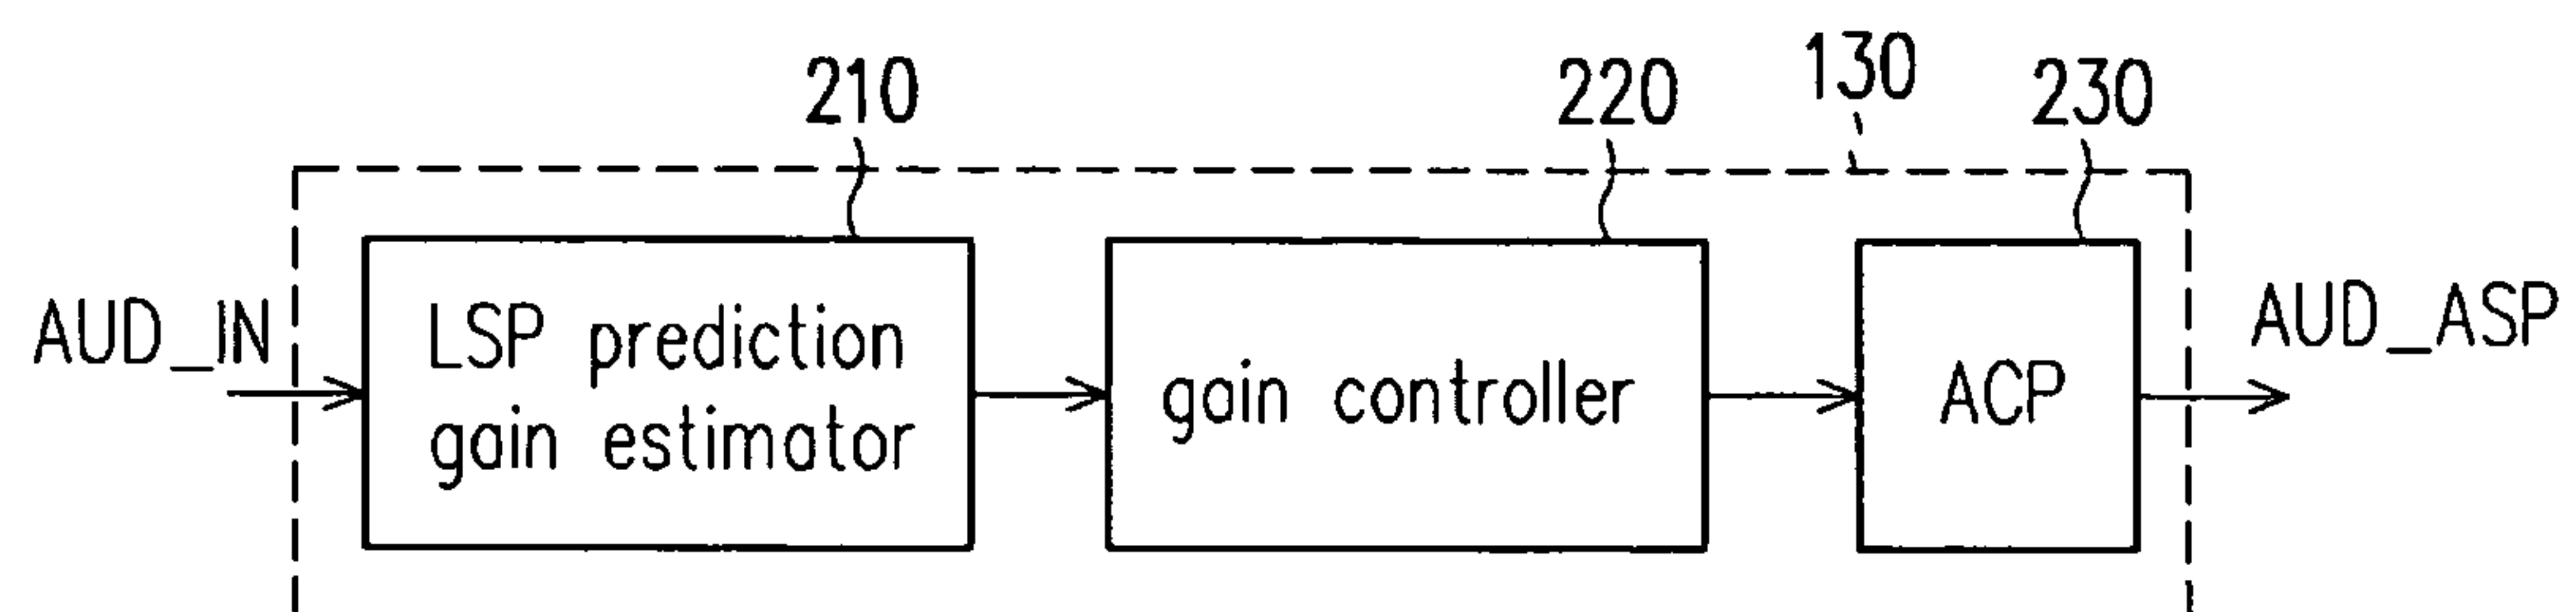 210
220
130
230
AUD_IN
LSP prediction
gain estimator
gain controller
ACP
AUD_ASP